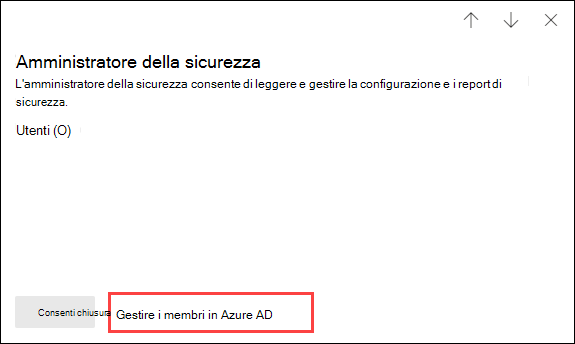 Amministratore della sicurezza
L'amministratore della sicurezza consente di leggere e gestire la configurazione e i report di
sicurezza.
Utenti (O)
Consenti chiusura
Gestire i membri in Azure AD